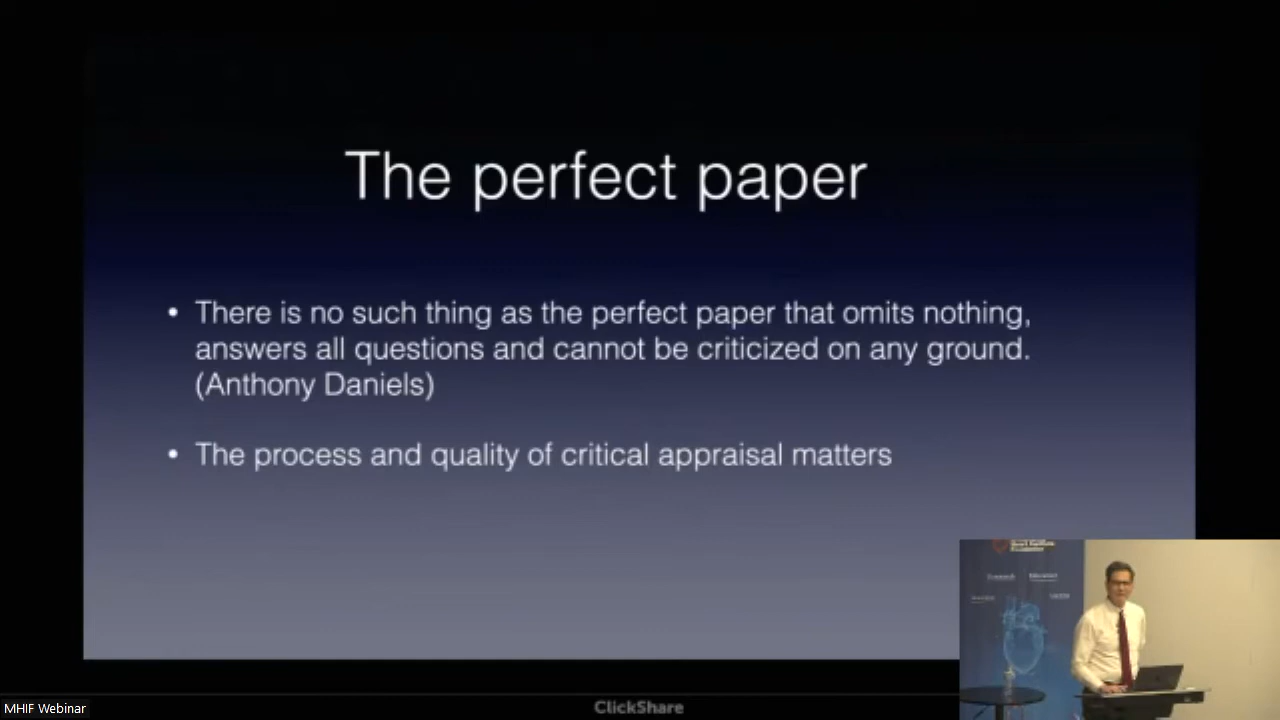 The perfect paper
• There is no such thing as the perfect paper that omits nothing,
answers all questions and cannot be criticized on any ground.
(Anthony Daniels)
• The process and quality of critical appraisal matters
MHIF Webinar
ClickShare